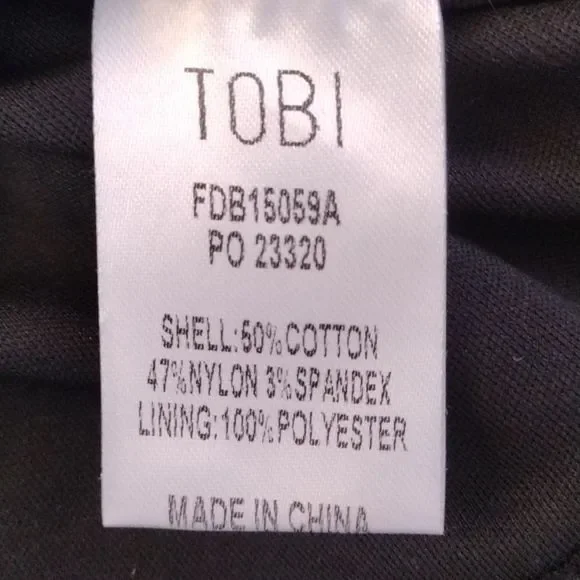 TOBI
FDB15059A
PO 23320
SHELL:50%COTTON
47%NYLON 3%SPANDEX
LINING:100%POLYESTER
MADE IN CHINA